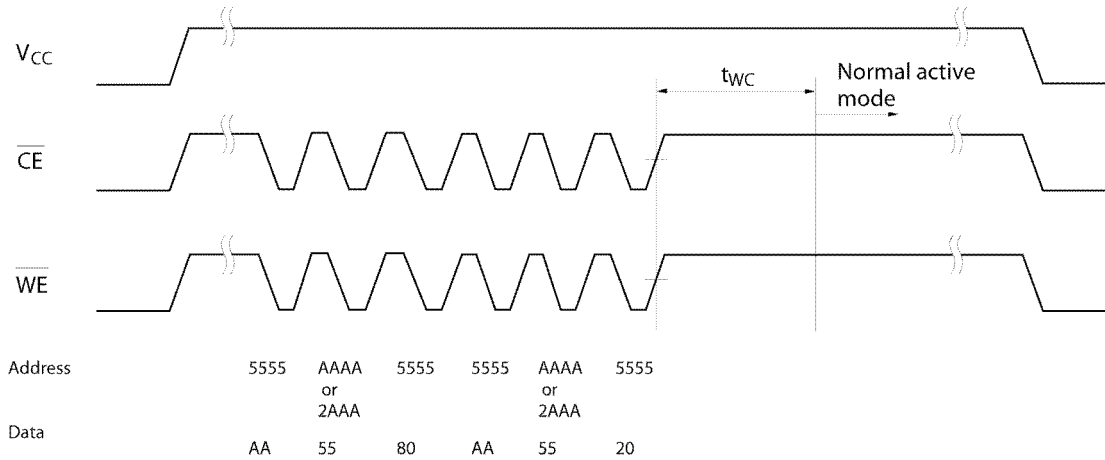 VCC
tWC
Normal active
mode
CE
WE
Address 5555 AAAA 5555 5555 AAAA 5555
or or
2AAA 2AAA
Data AA 55 80 AA 55 20